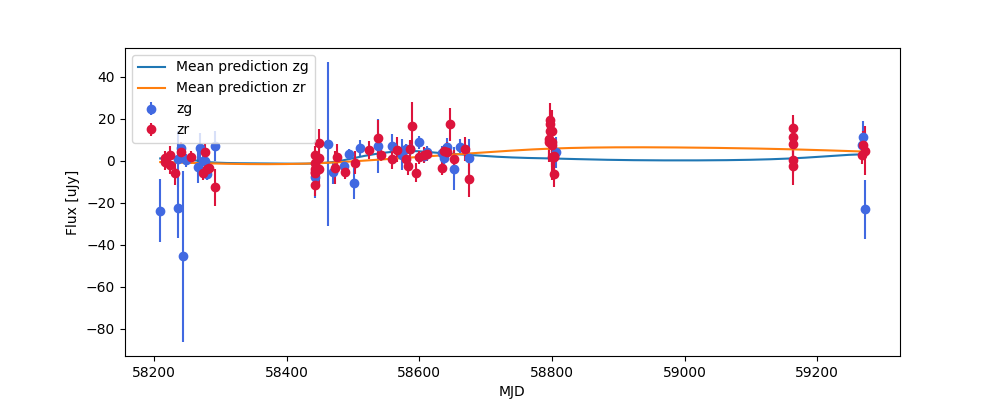 Mean prediction zg
Mean prediction zr
zg
zr
40
20
0
−20
−40
−60
−80
Flux [uJy]
58200
58400
58600
58800
59000
59200
MJD